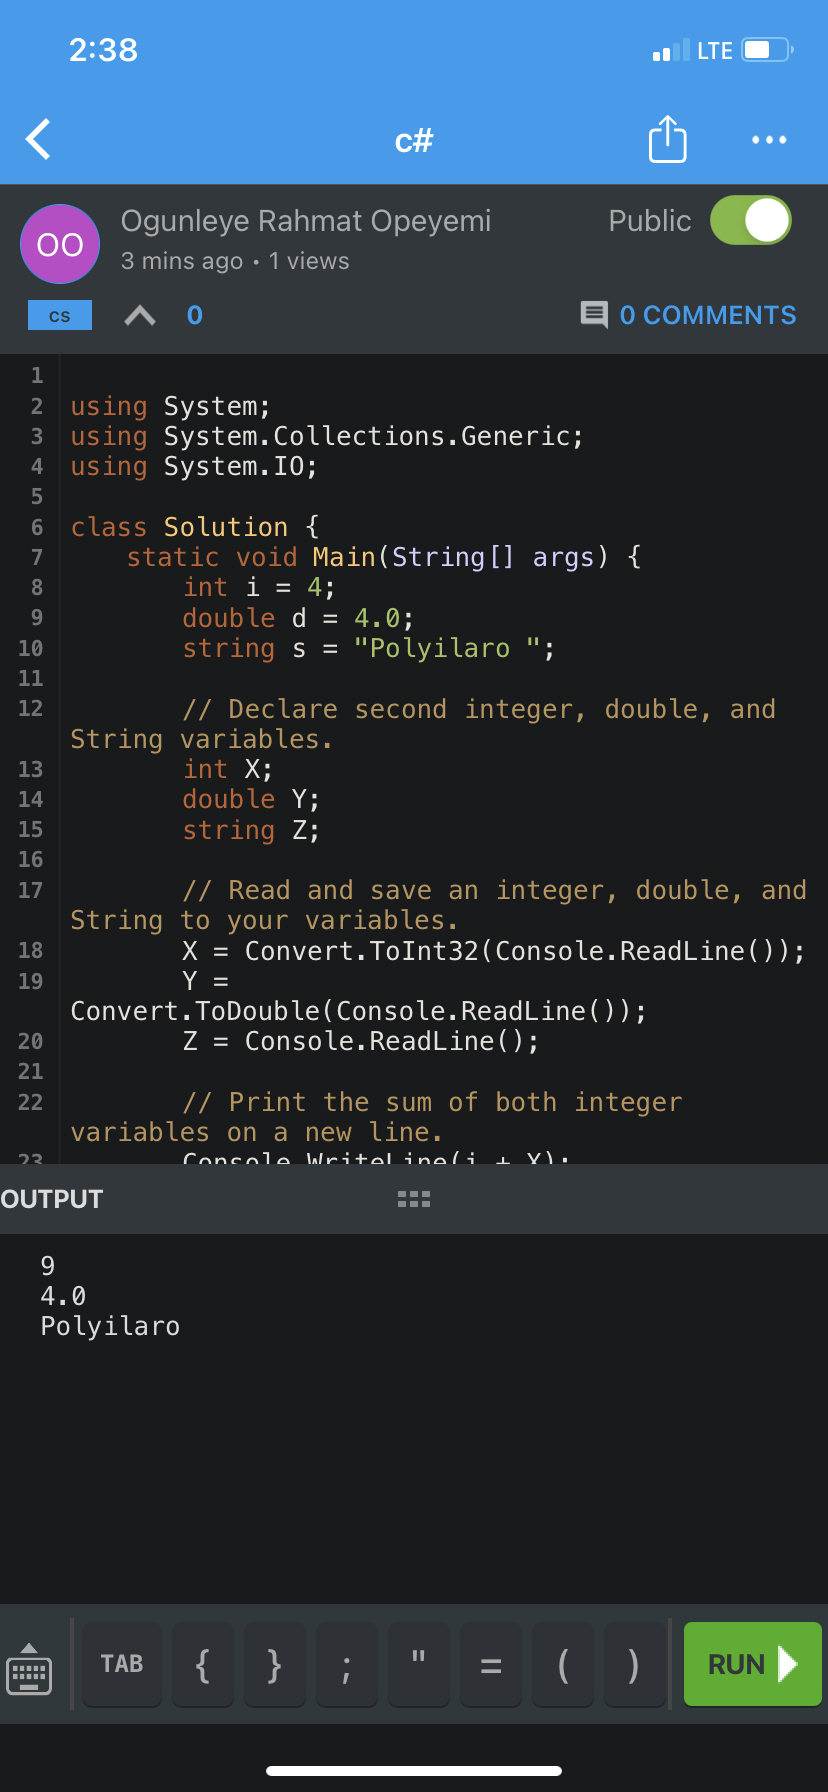 2:38
LTE
c#
OO
Ogunleye Rahmat Opeyemi
Public
3 mins ago • 1 views
cs
0
0 COMMENTS
1
2 using System;
3 using System.Collections.Generic;
4 using System.IO;
5
6 class Solution {
7 static void Main(String[] args) {
8 int i = 4;
9 double d = 4.0;
10 string s = "Polyilaro ";
11
12 // Declare second integer, double, and
String variables.
13 int X;
14 double Y;
15 string Z;
16
17 // Read and save an integer, double, and
String to your variables.
18 X = Convert.ToInt32(Console.ReadLine());
19 Y =
Convert.ToDouble(Console.ReadLine());
20 Z = Console.ReadLine();
21
22 // Print the sum of both integer
variables on a new line.
23 Console.WriteLine(i + X);
OUTPUT
9
4.0
Polyilaro
TAB { } ; " = ( )
RUN